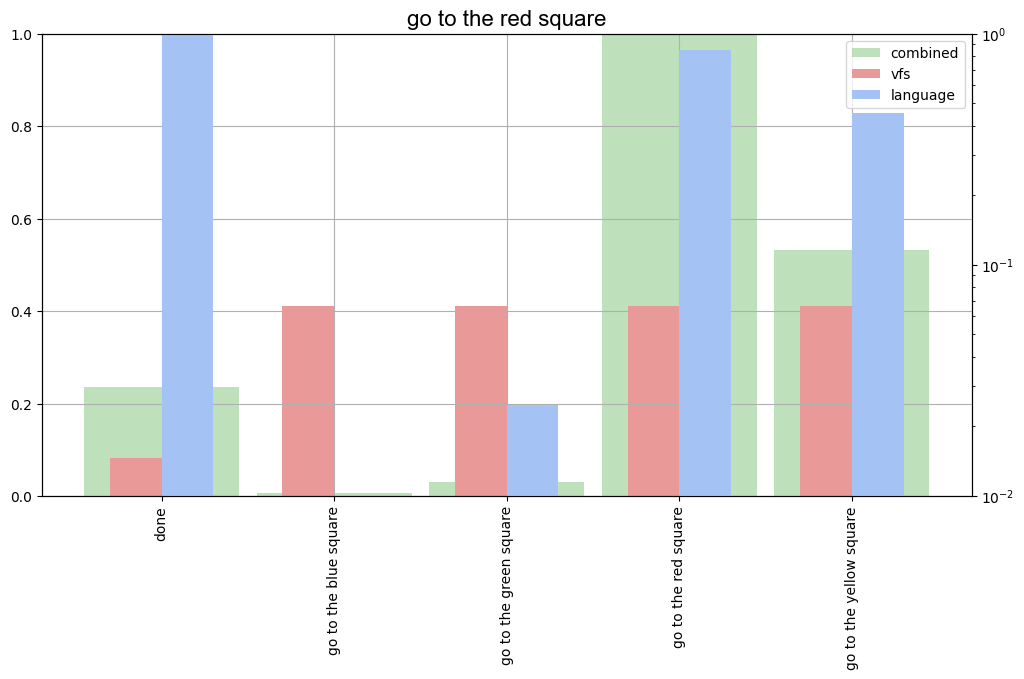 go to the red square
combined
vfs
language
1.0
0.8
0.6
0.4
0.2
0.0
10⁰
10⁻¹
10⁻²
done
go to the blue square
go to the green square
go to the red square
go to the yellow square